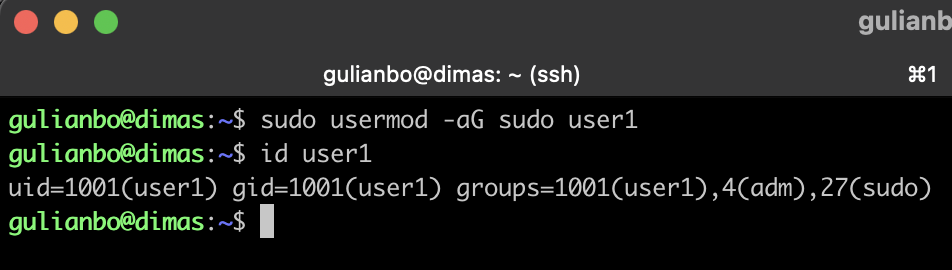 gulianb
gulianbo@dimas: ~ (ssh)
⌘1
gulianbo@dimas:~$ sudo usermod -aG sudo user1
gulianbo@dimas:~$ id user1
uid=1001(user1) gid=1001(user1) groups=1001(user1),4(adm),27(sudo)
gulianbo@dimas:~$